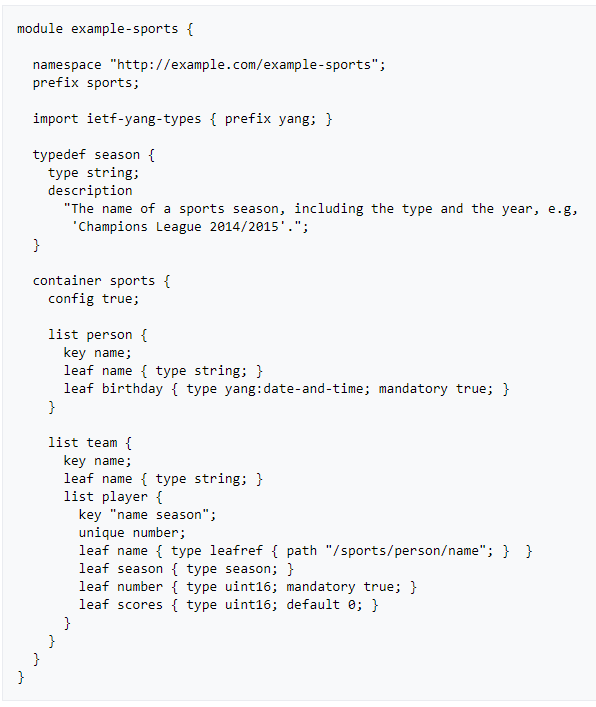 module example-sports {

  namespace "http://example.com/example-sports";
  prefix sports;

  import ietf-yang-types { prefix yang; }

  typedef season {
    type string;
    description
      "The name of a sports season, including the type and the year, e.g,
       'Champions League 2014/2015'.";
  }

  container sports {
    config true;

    list person {
      key name;
      leaf name { type string; }
      leaf birthday { type yang:date-and-time; mandatory true; }
    }

    list team {
      key name;
      leaf name { type string; }
      list player {
        key "name season";
        unique number;
        leaf name { type leafref { path "/sports/person/name"; }  }
        leaf season { type season; }
        leaf number { type uint16; mandatory true; }
        leaf scores { type uint16; default 0; }
      }
    }
  }
}